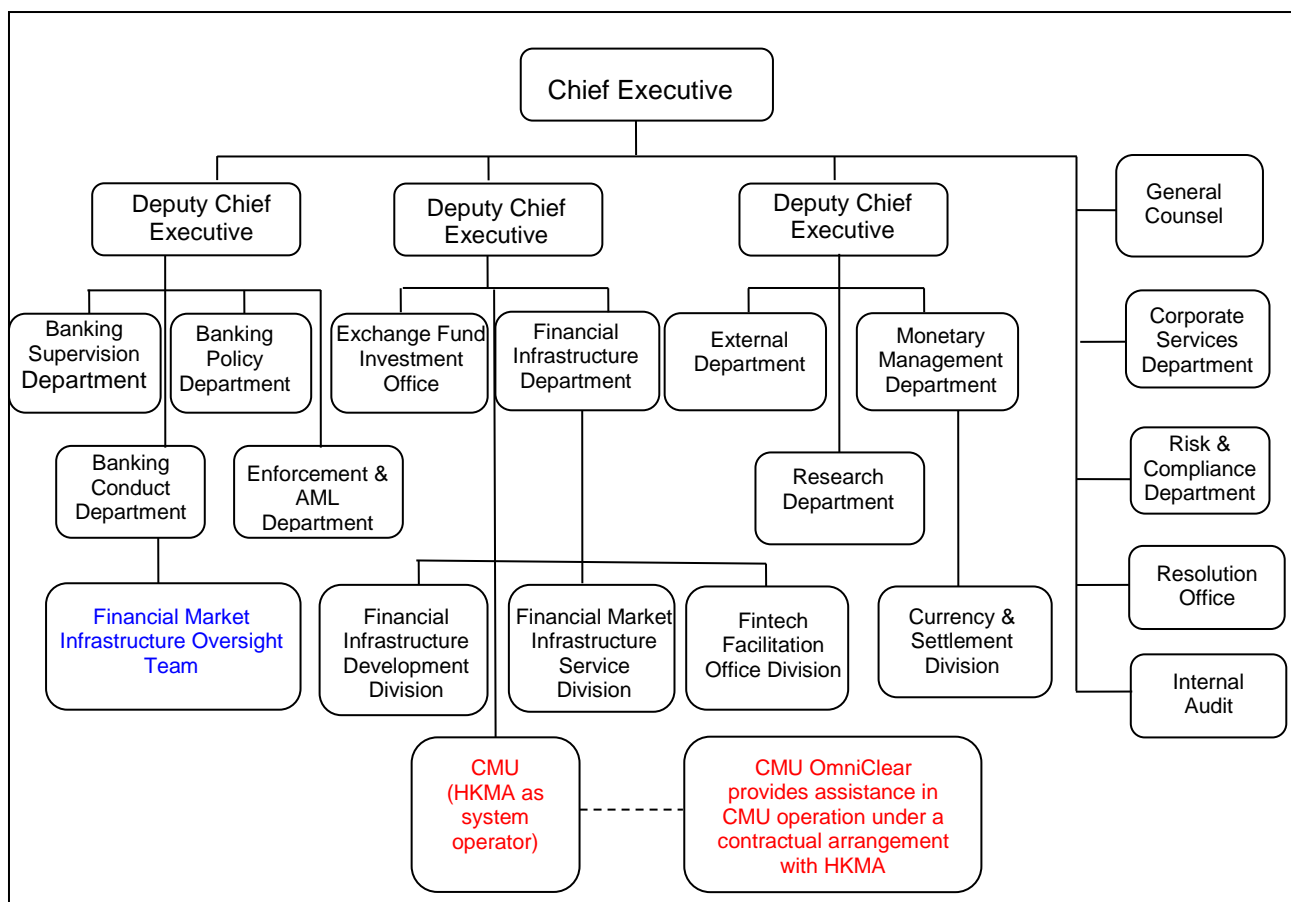 Chief Executive
Deputy Chief
Executive
Deputy Chief
Executive
Deputy Chief
Executive
General
Counsel
Banking
Supervision
Department
Banking
Policy
Department
Exchange Fund
Investment
Office
Financial
Infrastructure
Department
External
Department
Monetary
Management
Department
Corporate
Services
Department
Banking
Conduct
Department
Enforcement &
AML
Department
Research
Department
Risk &
Compliance
Department
Financial Market
Infrastructure Oversight
Team
Financial
Infrastructure
Development
Division
Financial Market
Infrastructure
Service
Division
Fintech
Facilitation
Office Division
Currency &
Settlement
Division
Resolution
Office
Internal
Audit
CMU
(HKMA as
system
operator)
CMU OmniClear
provides assistance in
CMU operation under a
contractual arrangement
with HKMA